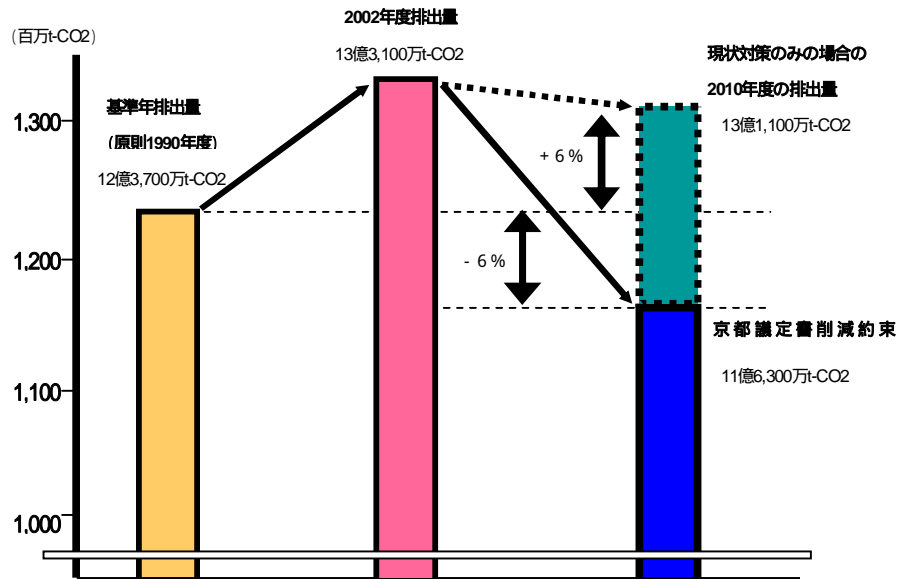 (百万t-CO2)
2002年度排出量
13億3,100万t-CO2
現状対策のみの場合の
2010年度の排出量
13億1,100万t-CO2
基準年排出量
(原則1990年度)
12億3,700万t-CO2
1,300
+6%
1,200
-6%
京都議定書削減約束
11億6,300万t-CO2
1,100
1,000